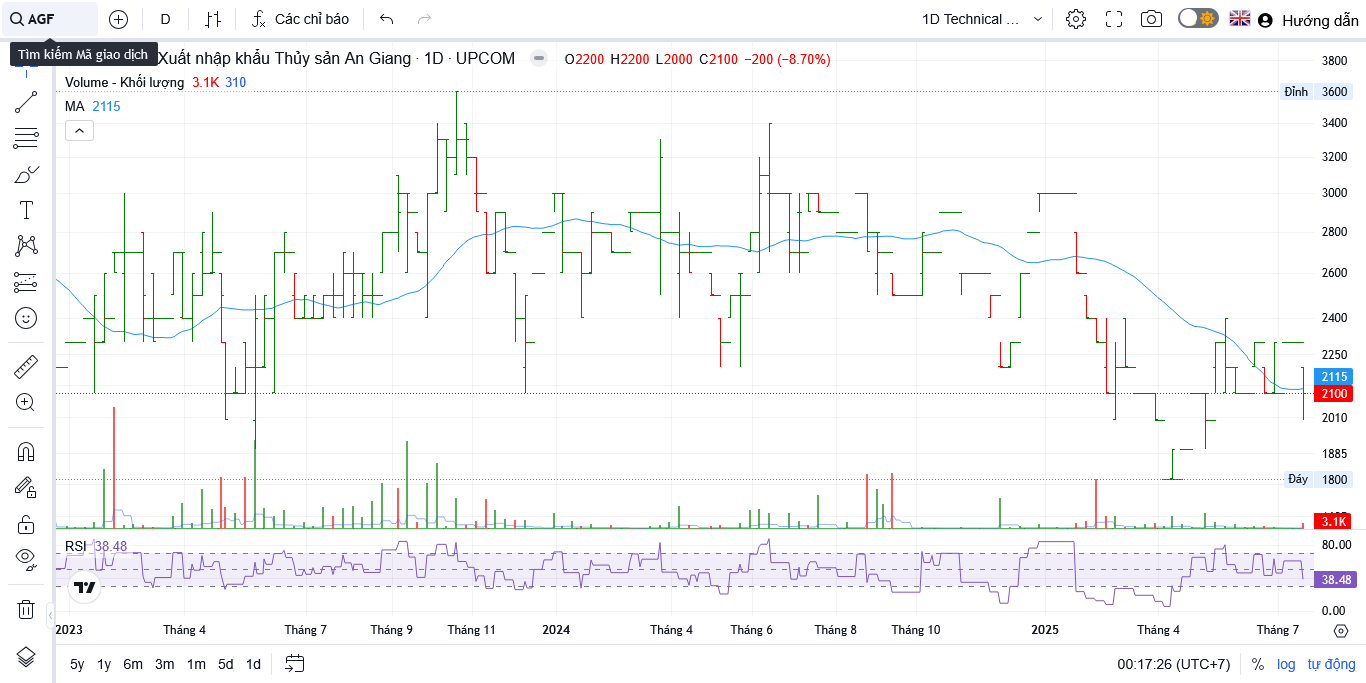 AGF
D
Các chỉ báo
1D Technical ...
Hướng dẫn
Tìm kiếm Mã giao dịch
Xuất nhập khẩu Thủy sản An Giang · 1D · UPCOM
O2200 H2200 L2000 C2100 −200 (−8.70%)
Volume - Khối lượng 3.1K 310
MA 2115
3800
Đỉnh 3600
3400
3200
3000
2800
2600
2400
2250
2115
2100
2010
1885
Đáy 1800
3.1K
RSI 38.48
80.00
38.48
0.00
2023 Tháng 4 Tháng 7 Tháng 9 Tháng 11 2024 Tháng 4 Tháng 6 Tháng 8 Tháng 10 2025 Tháng 4 Tháng 7
5y 1y 6m 3m 1m 5d 1d
00:17:26 (UTC+7) % log tự động